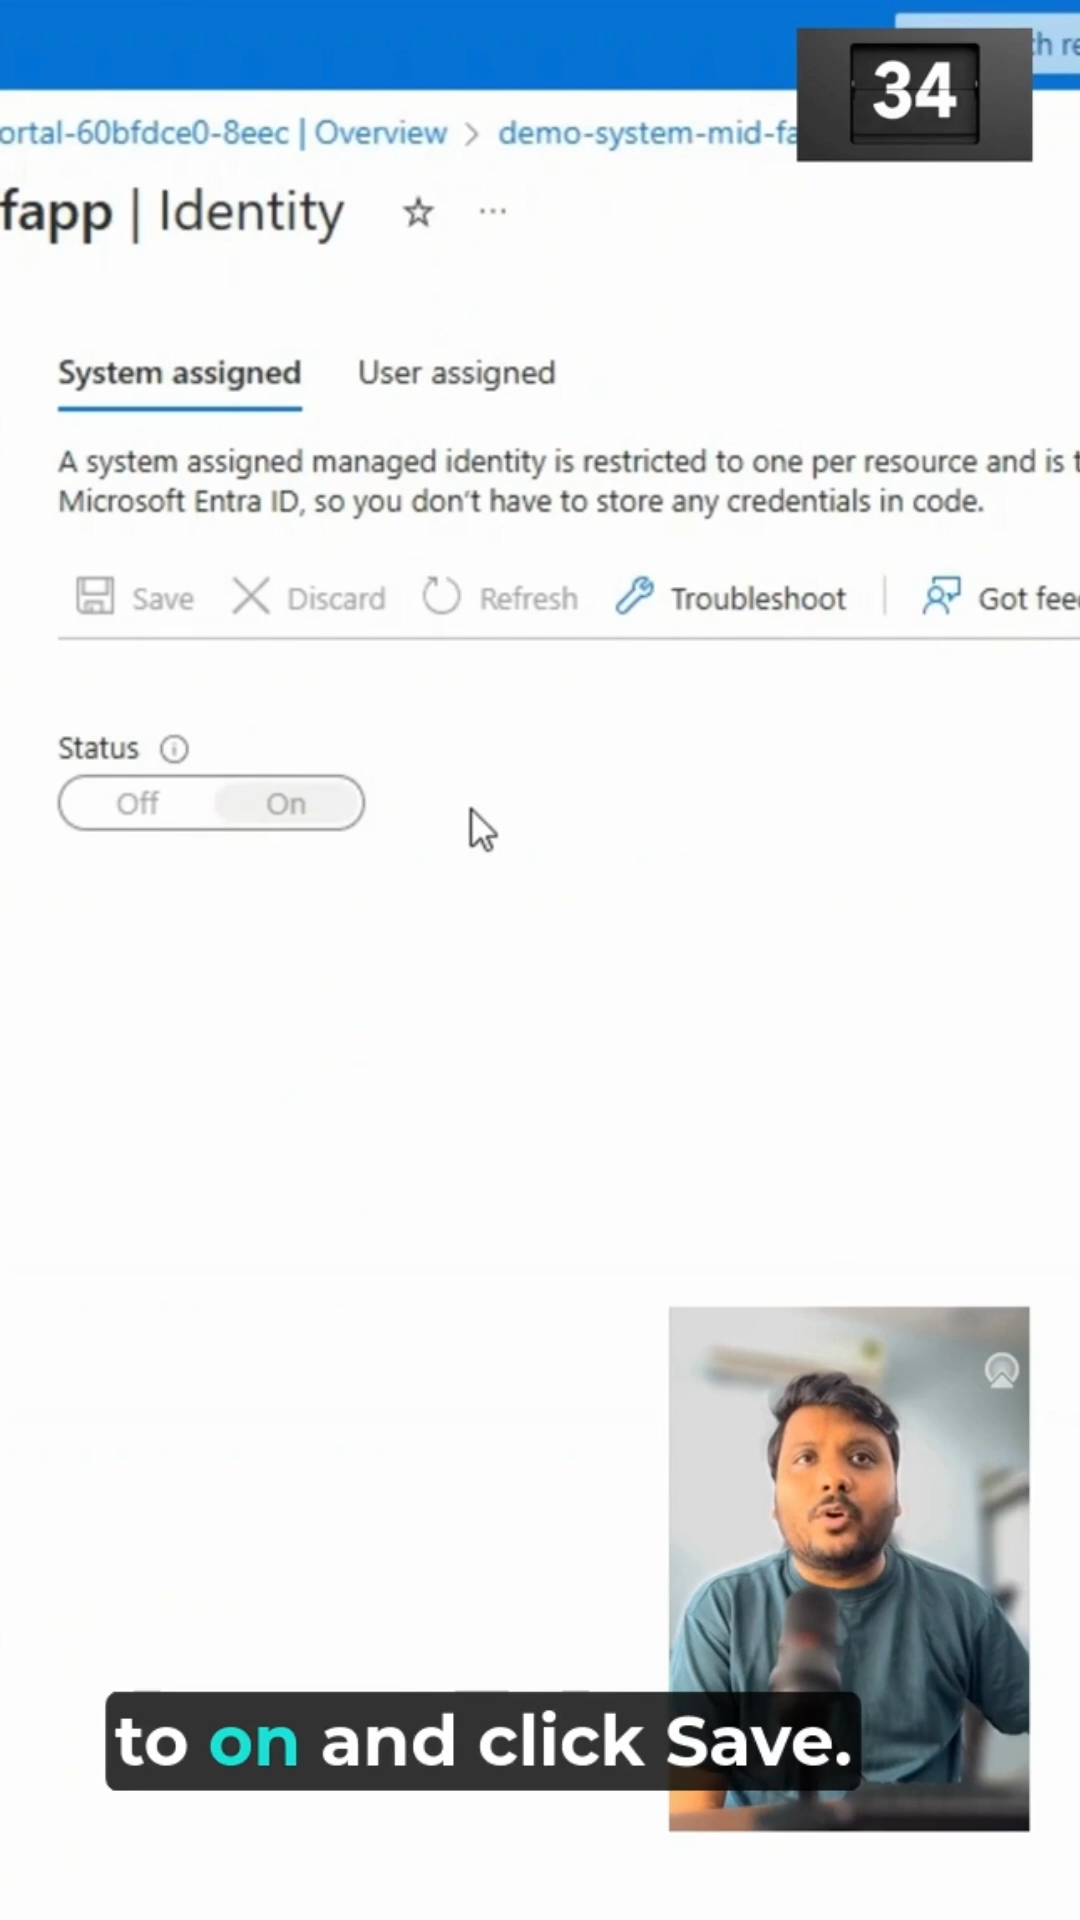 34
ortal-60bfdce0-8eec | Overview > demo-system-mid-fa
fapp | Identity
System assigned User assigned
A system assigned managed identity is restricted to one per resource and is t
Microsoft Entra ID, so you don't have to store any credentials in code.
Save Discard Refresh Troubleshoot | Got fee
Status
Off On
to on and click Save.